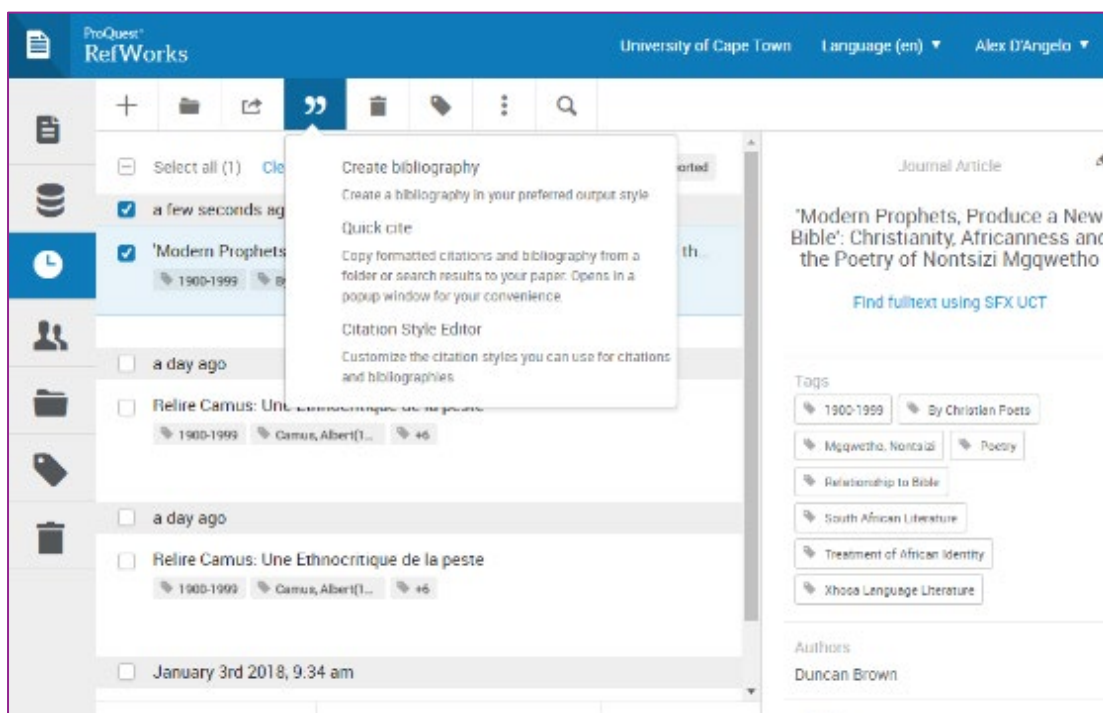 ProQuest®
RefWorks
University of Cape Town Language (en) ▼ Alex D'Angelo ▼
Select all (1) Cle
orted
a few seconds ag
'Modern Prophets
th...
1900-1999
Create bibliography
Create a bibliography in your preferred output style
Quick cite
Copy formatted citations and bibliography from a
folder or search results to your paper. Opens in a
popup window for your convenience.
Citation Style Editor
Customize the citation styles you can use for citations
and bibliographies
a day ago
Relire Camus: Une Ethnocritique de la peste
1900-1999 Camus, Albert(1... +6
a day ago
Relire Camus: Une Ethnocritique de la peste
1900-1999 Camus, Albert(1... +6
January 3rd 2018, 9:34 am
Journal Article
'Modern Prophets, Produce a New
Bible': Christianity, Africanness and
the Poetry of Nontsizi Mgqwetho
Find fulltext using SFX UCT
Tags
1900-1999 By Christian Poets
Mgqwetho, Nontsizi Poetry
Relationship to Bible
South African Literature
Treatment of African Identity
Xhosa Language Literature
Authors
Duncan Brown